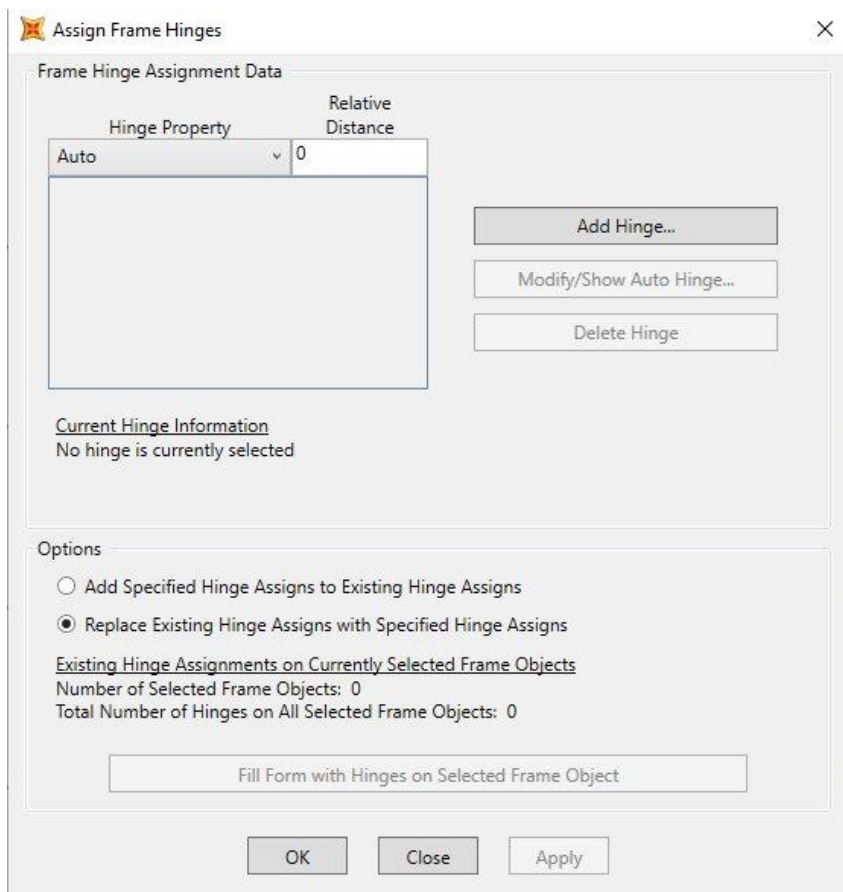 Assign Frame Hinges
Frame Hinge Assignment Data
Hinge Property
Relative
Distance
Auto
0
Add Hinge...
Modify/Show Auto Hinge...
Delete Hinge
Current Hinge Information
No hinge is currently selected
Options
Add Specified Hinge Assigns to Existing Hinge Assigns
Replace Existing Hinge Assigns with Specified Hinge Assigns
Existing Hinge Assignments on Currently Selected Frame Objects
Number of Selected Frame Objects: 0
Total Number of Hinges on All Selected Frame Objects: 0
Fill Form with Hinges on Selected Frame Object
OK
Close
Apply